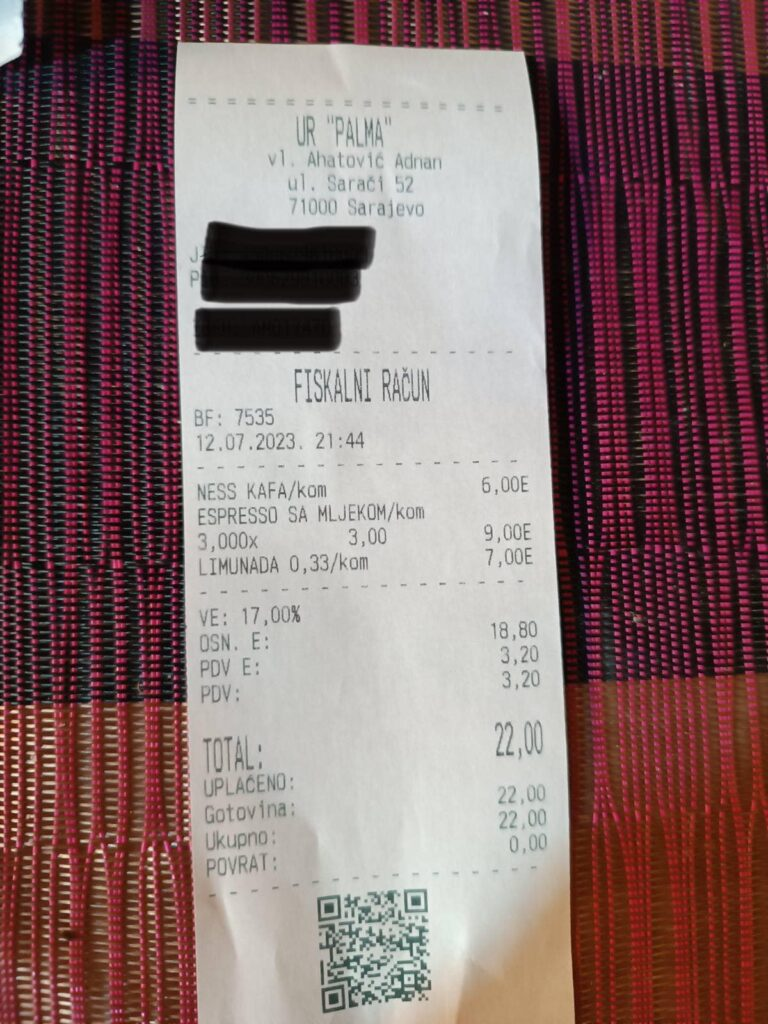 UR "PALMA"
vl. Ahatović Adnan
ul. Sarači 52
71000 Sarajevo
FISKALNI RAČUN
BF: 7535
12.07.2023. 21:44
NESS KAFA/kom 6,00E
ESPRESSO SA MLJEKOM/kom
3,000x 3,00 9,00E
LIMUNADA 0,33/kom 7,00E
VE: 17,00%
OSN. E: 18,80
PDV E: 3,20
PDV: 3,20
TOTAL: 22,00
UPLAĆENO:
Gotovina: 22,00
Ukupno: 22,00
POVRAT: 0,00